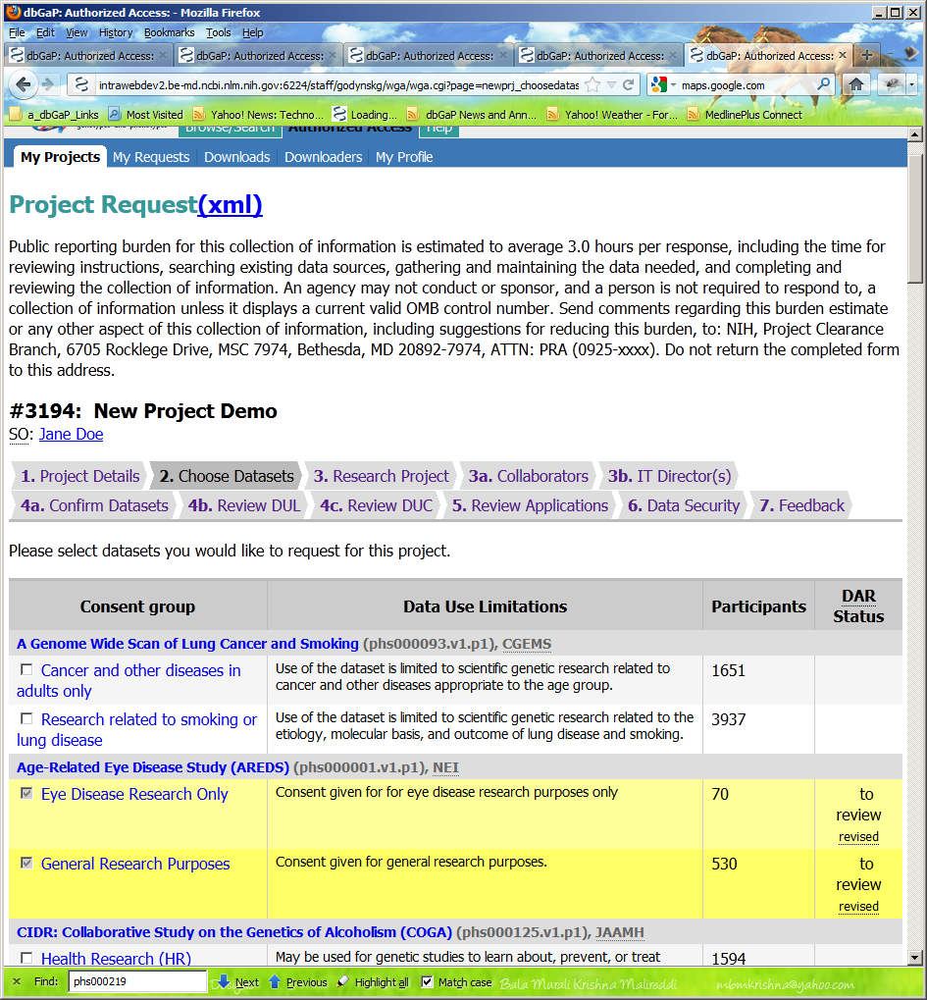 dbGaP: Authorized Access: - Mozilla Firefox
File Edit View History Bookmarks Tools Help
dbGaP: Authorized Access: dbGaP: Authorized Access: dbGaP: Authorized Access: dbGaP: Authorized Access: dbGaP: Authorized Access:
intrawebdev2.be-md.ncbi.nlm.nih.gov:6224/staff/godynskg/wga/wga.cgi?page=newprj_choosedatas maps.google.com
a_dbGaP_Links Most Visited Yahoo! News: Techno... Loading... dbGaP News and Ann... Yahoo! Weather - For... MedlinePlus Connect
Browse/Search Authorized Access Help
My Projects My Requests Downloads Downloaders My Profile
Project Request(xml)
Public reporting burden for this collection of information is estimated to average 3.0 hours per response, including the time for
reviewing instructions, searching existing data sources, gathering and maintaining the data needed, and completing and
reviewing the collection of information. An agency may not conduct or sponsor, and a person is not required to respond to, a
collection of information unless it displays a current valid OMB control number. Send comments regarding this burden estimate
or any other aspect of this collection of information, including suggestions for reducing this burden, to: NIH, Project Clearance
Branch, 6705 Rocklege Drive, MSC 7974, Bethesda, MD 20892-7974, ATTN: PRA (0925-xxxx). Do not return the completed form
to this address.
#3194: New Project Demo
SO: Jane Doe
1. Project Details 2. Choose Datasets 3. Research Project 3a. Collaborators 3b. IT Director(s)
4a. Confirm Datasets 4b. Review DUL 4c. Review DUC 5. Review Applications 6. Data Security 7. Feedback
Please select datasets you would like to request for this project.
Consent group Data Use Limitations Participants DAR
Status
A Genome Wide Scan of Lung Cancer and Smoking (phs000093.v1.p1), CGEMS
Cancer and other diseases in Use of the dataset is limited to scientific genetic research related to 1651
adults only cancer and other diseases appropriate to the age group.
Research related to smoking or Use of the dataset is limited to scientific genetic research related to the 3937
lung disease etiology, molecular basis, and outcome of lung disease and smoking.
Age-Related Eye Disease Study (AREDS) (phs000001.v1.p1), NEI
Eye Disease Research Only Consent given for for eye disease research purposes only 70 to
review
revised
General Research Purposes Consent given for general research purposes. 530 to
review
revised
CIDR: Collaborative Study on the Genetics of Alcoholism (COGA) (phs000125.v1.p1), JAAMH
Health Research (HR) May be used for genetic studies to learn about, prevent, or treat 1594
Find: phs000219 Next Previous Highlight all Match case Bala Murali Krishna Malireddi mbmkrishna@yahoo.com